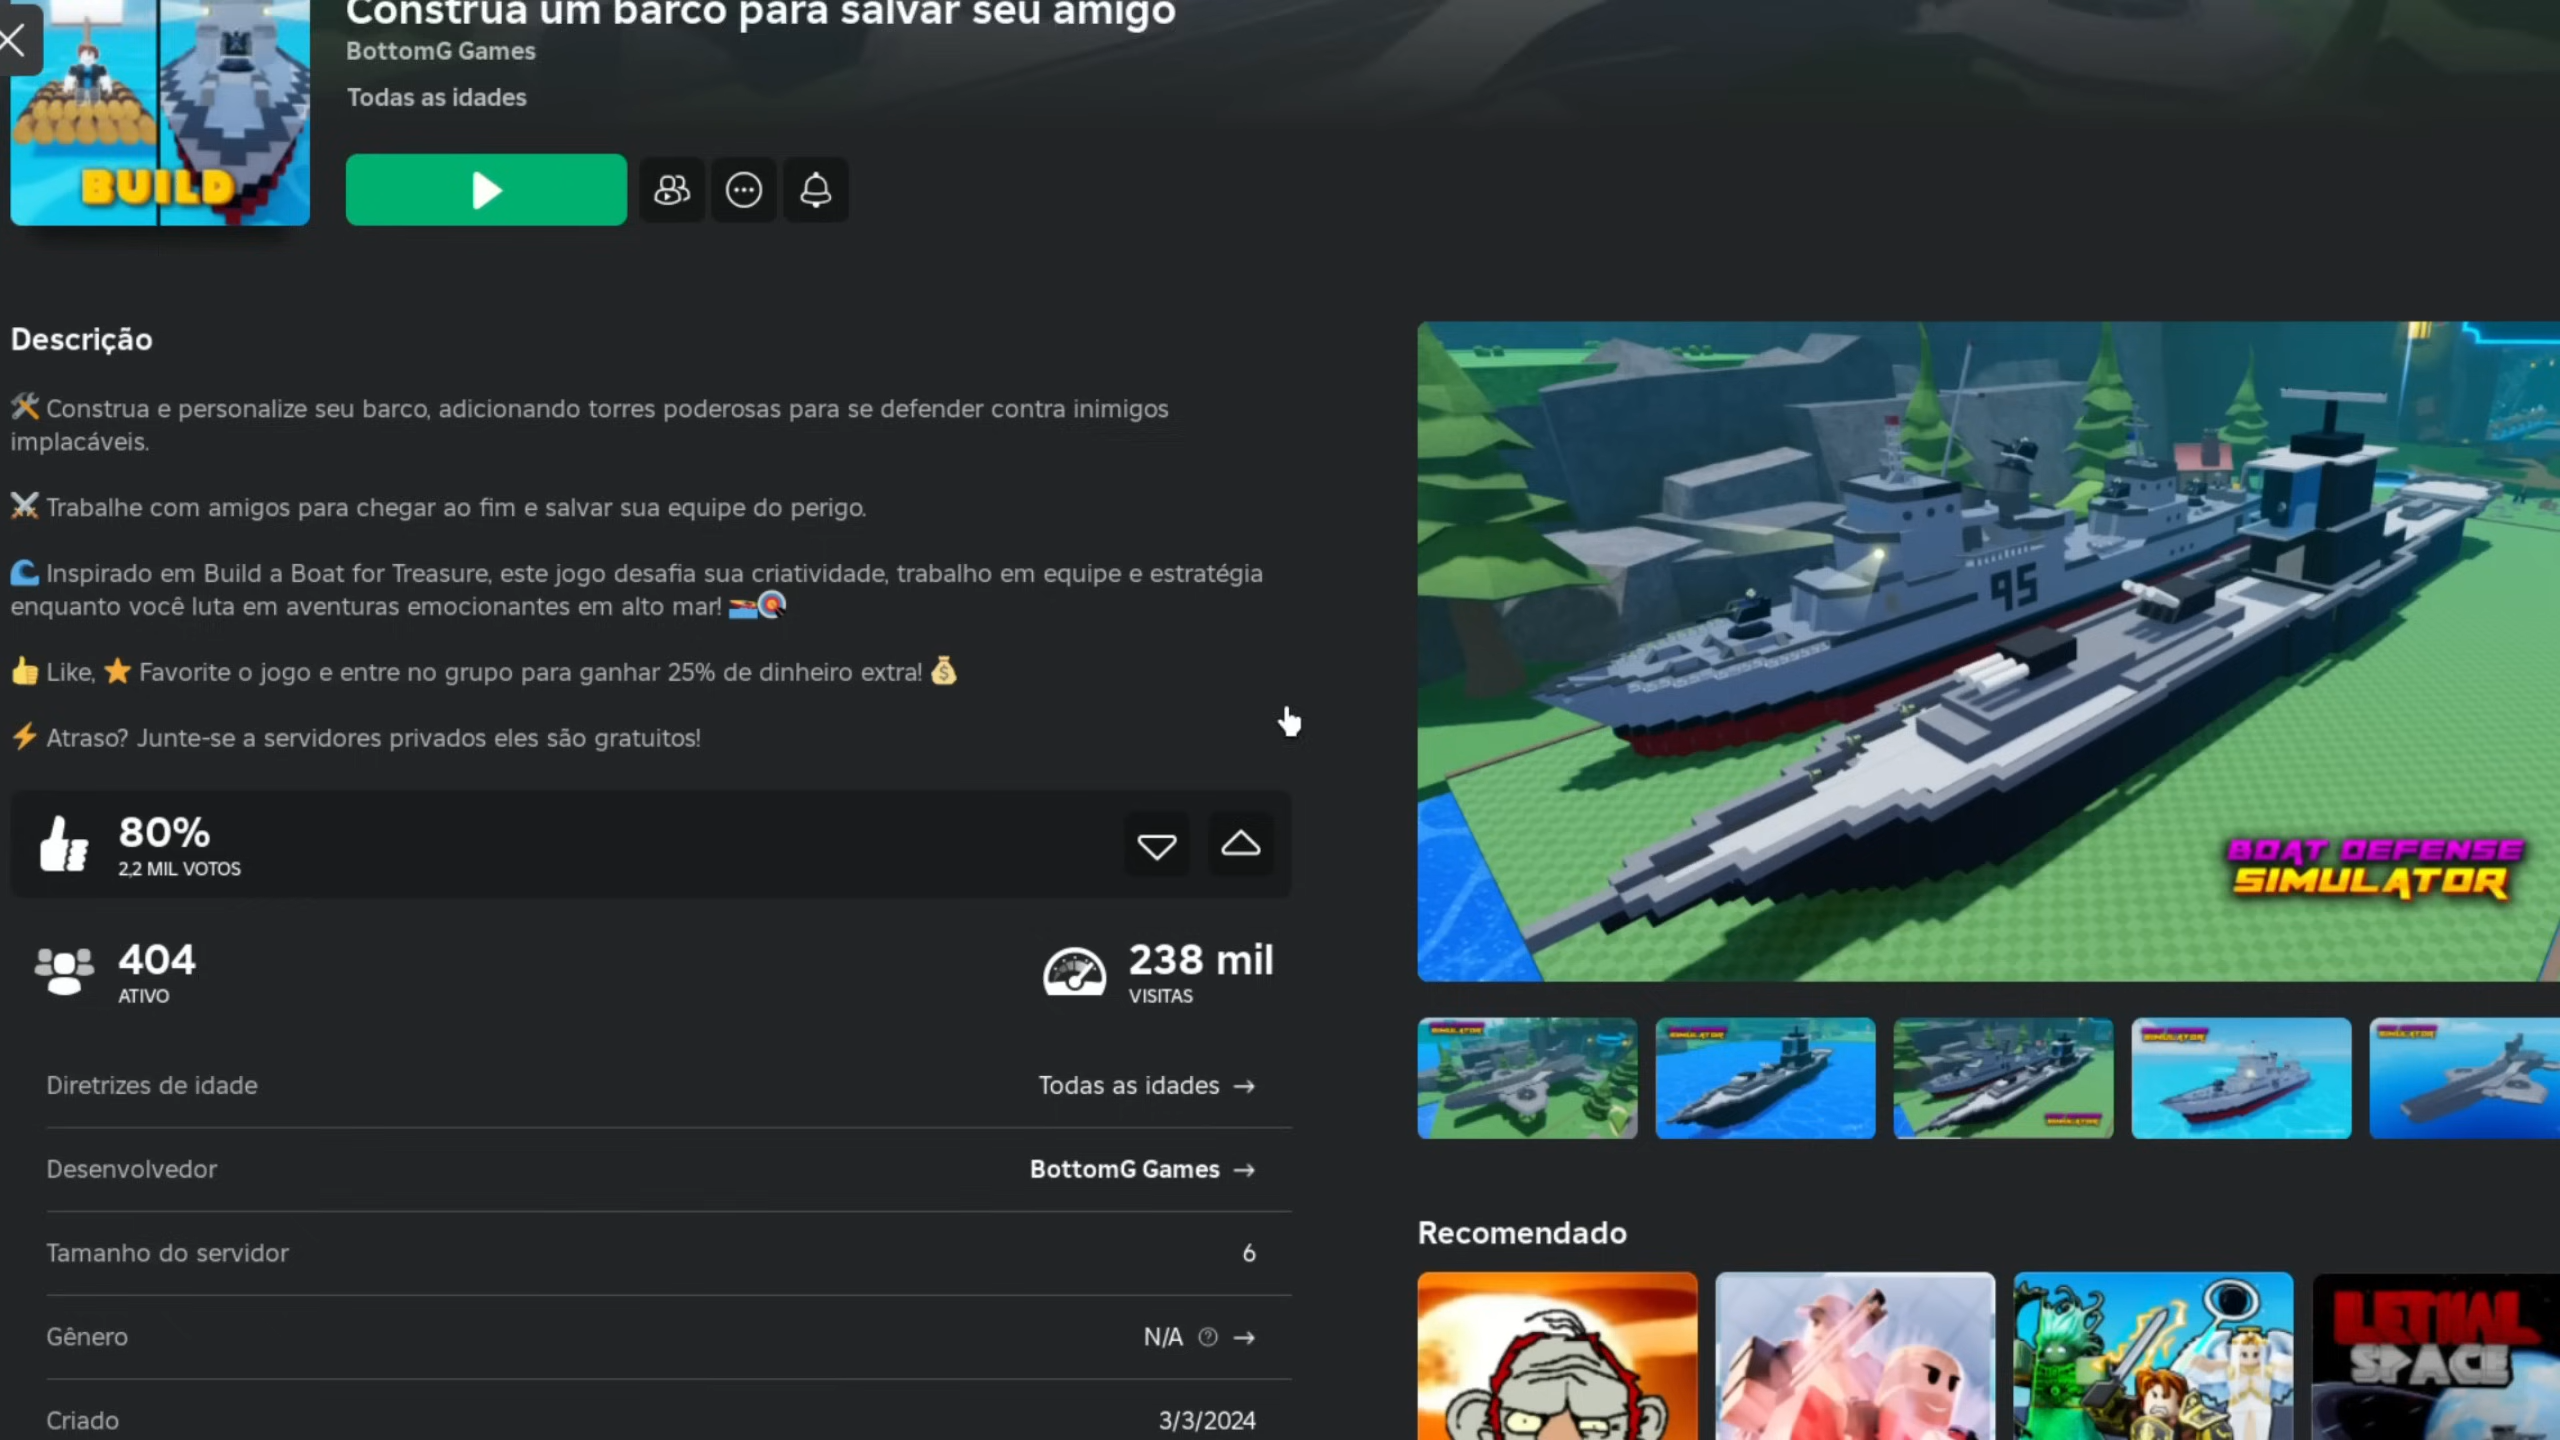 Construa um barco para salvar seu amigo
BottomG Games
Todas as idades
BUILD
Descrição
Construa e personalize seu barco, adicionando torres poderosas para se defender contra inimigos
implacáveis.
Trabalhe com amigos para chegar ao fim e salvar sua equipe do perigo.
Inspirado em Build a Boat for Treasure, este jogo desafia sua criatividade, trabalho em equipe e estratégia
enquanto você luta em aventuras emocionantes em alto mar!
Like, Favorite o jogo e entre no grupo para ganhar 25% de dinheiro extra!
Atraso? Junte-se a servidores privados eles são gratuitos!
80%
2,2 MIL VOTOS
404
ATIVO
238 mil
VISITAS
Diretrizes de idade
Todas as idades →
Desenvolvedor
BottomG Games →
Tamanho do servidor
6
Gênero
N/A →
Criado
3/3/2024
95
BOAT DEFENSE
SIMULATOR
SIMULATOR
SIMULATOR
SIMULATOR
SIMULATOR
SIMULATOR
Recomendado
LETHAL
SPACE